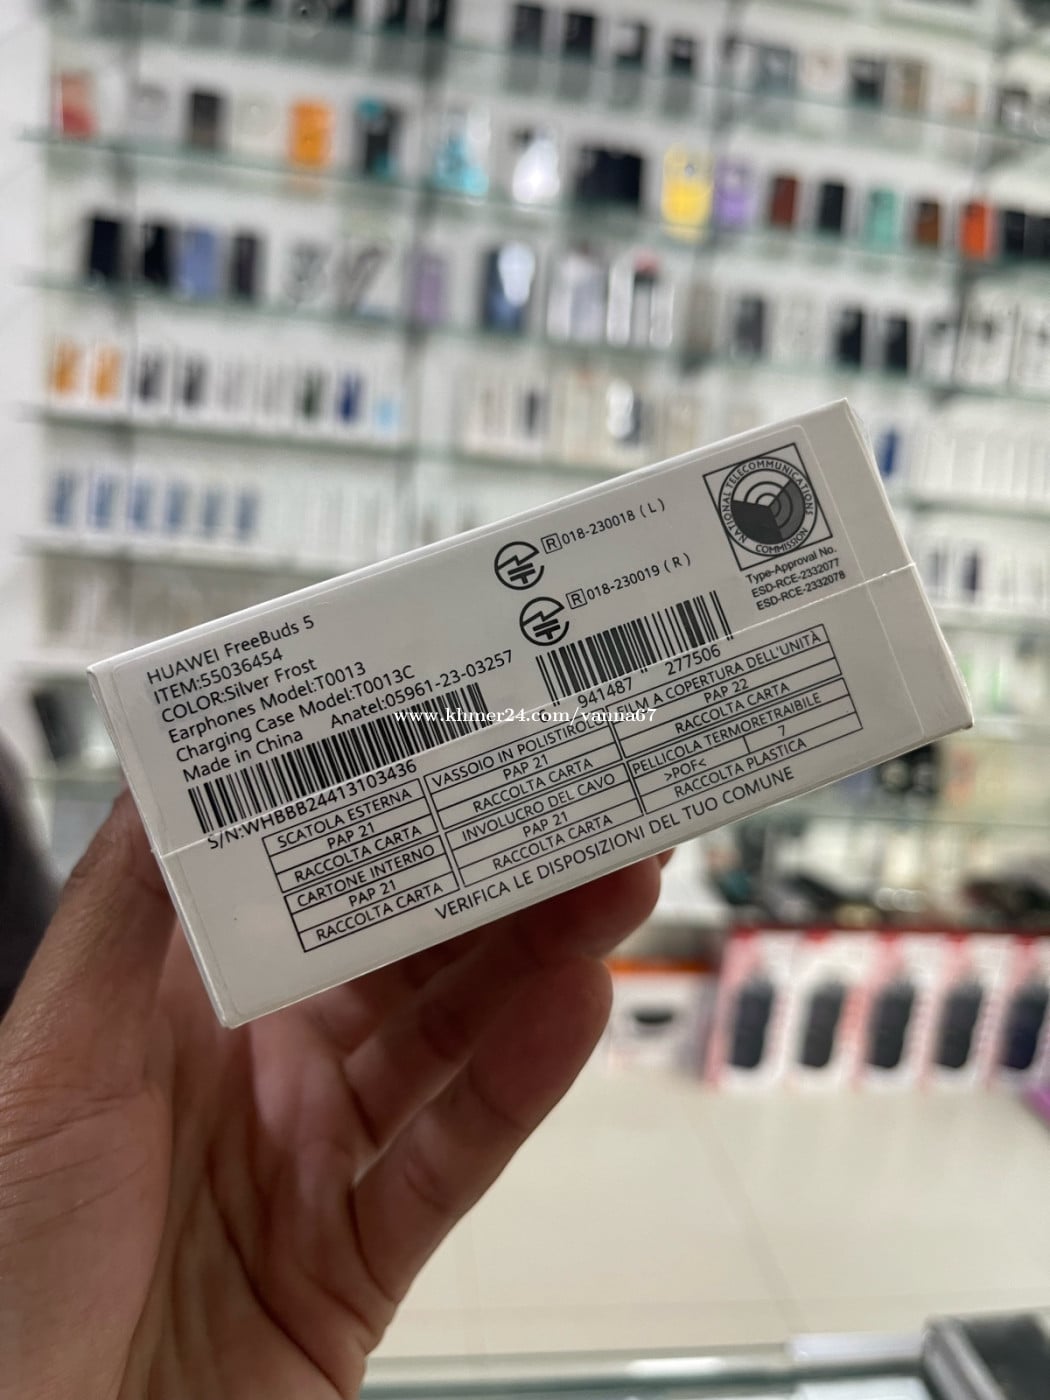 HUAWEI FreeBuds 5
ITEM:55036454
COLOR:Silver Frost
Earphones Model:T0013
Charging Case Model:T0013C
Made in China
Anatel:05961-23-03257
S/N:WHBBB24413103436
R 018-230018 ( L )
R 018-230019 ( R )
941487 277506
NATIONAL TELECOMMUNICATIONS
COMMISSION
Type-Approval No.
ESD-RCE-2332077
ESD-RCE-2332078
www.khmer24.com/vanna67
SCATOLA ESTERNA
PAP 21
RACCOLTA CARTA
CARTONE INTERNO
PAP 21
RACCOLTA CARTA
VASSOIO IN POLISTIROLO
PAP 21
RACCOLTA CARTA
INVOLUCRO DEL CAVO
PAP 21
RACCOLTA CARTA
FILM A COPERTURA DELL'UNITÀ
PAP 22
RACCOLTA CARTA
PELLICOLA TERMORETRAIBILE
>POF< 7
RACCOLTA PLASTICA
VERIFICA LE DISPOSIZIONI DEL TUO COMUNE